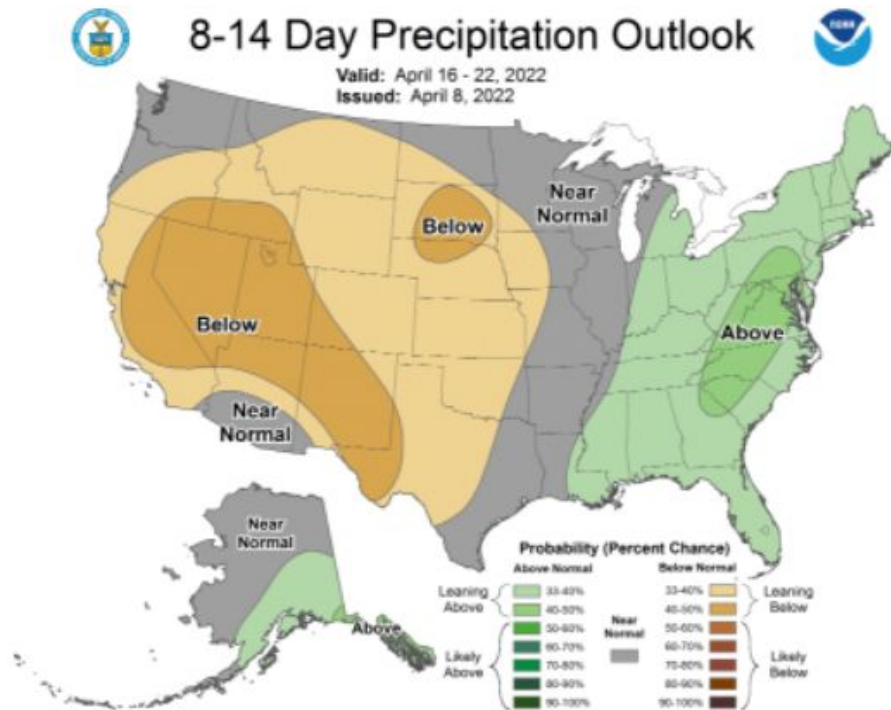 8-14 Day Precipitation Outlook
Valid: April 16 - 22, 2022
Issued: April 8, 2022
NOAA
Near
Normal
Below
Below
Above
Near
Normal
Near
Normal
Above
Probability (Percent Chance)
Above Normal
Below Normal
Leaning
Above
33-40%
40-50%
Likely
Above
50-60%
60-70%
70-80%
80-90%
90-100%
Near
Normal
33-40%
40-50%
Leaning
Below
50-60%
60-70%
70-80%
80-90%
90-100%
Likely
Below